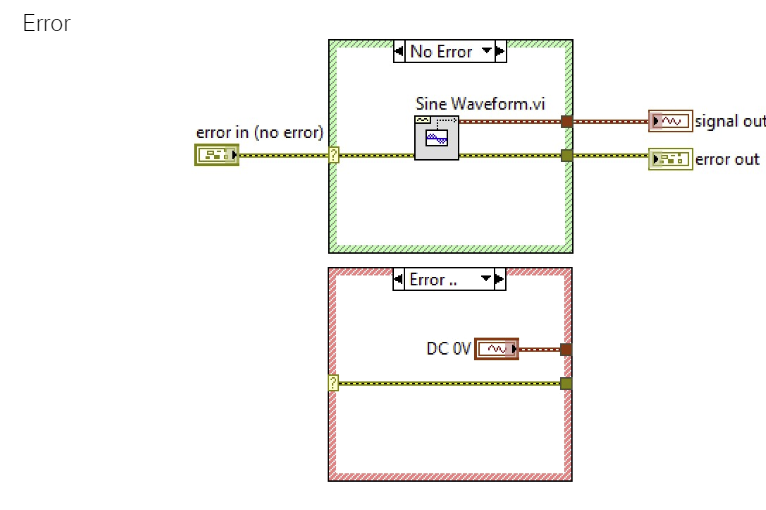 Error
No Error
Sine Waveform.vi
error in (no error)
?
signal out
error out
Error ..
DC 0V
?